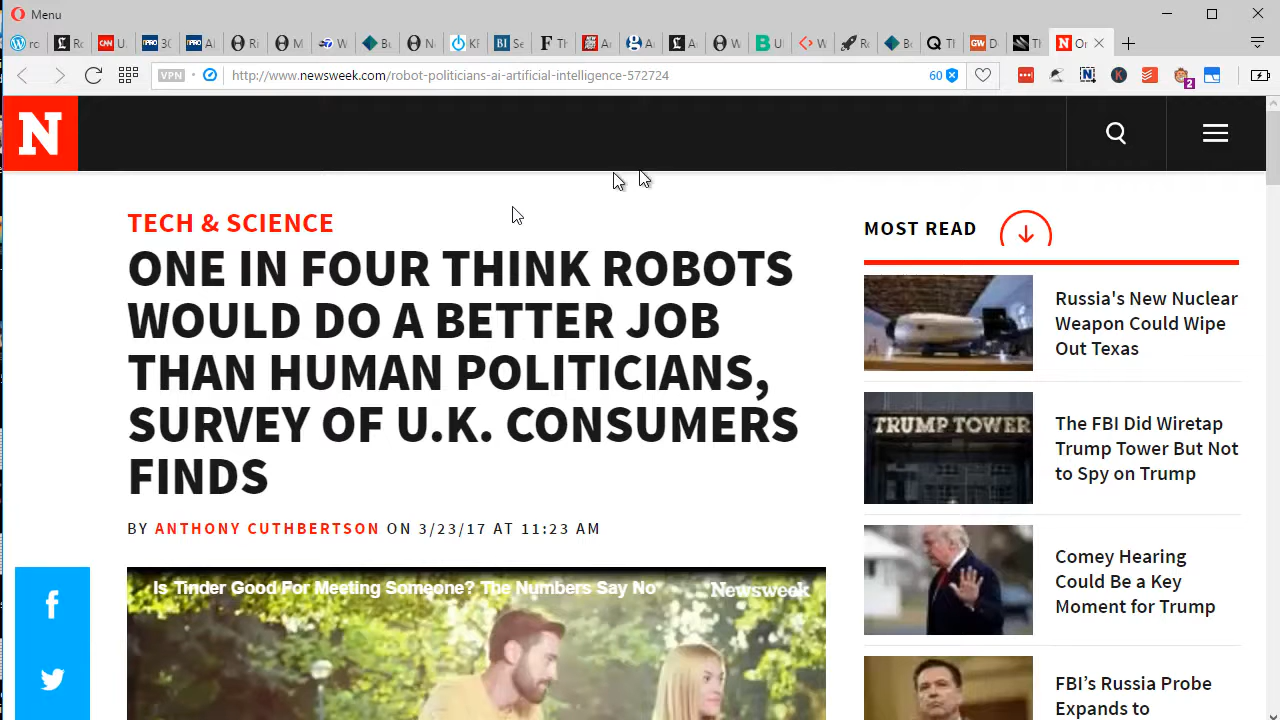 Menu
http://www.newsweek.com/robot-politicians-ai-artificial-intelligence-572724
VPN
60
2
N
TECH & SCIENCE
ONE IN FOUR THINK ROBOTS
WOULD DO A BETTER JOB
THAN HUMAN POLITICIANS,
SURVEY OF U.K. CONSUMERS
FINDS
BY ANTHONY CUTHBERTSON ON 3/23/17 AT 11:23 AM
Is Tinder Good For Meeting Someone? The Numbers Say No
Newsweek
MOST READ
Russia's New Nuclear
Weapon Could Wipe
Out Texas
TRUMP TOWER
The FBI Did Wiretap
Trump Tower But Not
to Spy on Trump
Comey Hearing
Could Be a Key
Moment for Trump
FBI's Russia Probe
Expands to